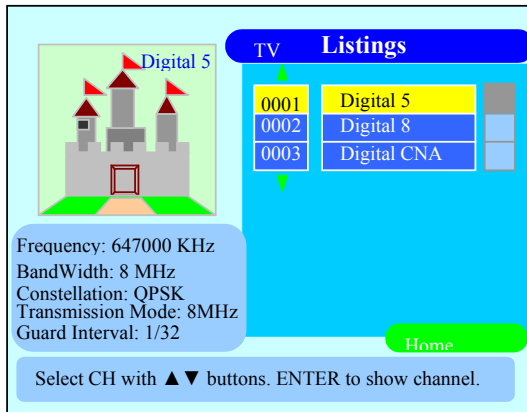 Digital 5
TV Listings
0001 Digital 5
0002 Digital 8
0003 Digital CNA
Frequency: 647000 KHz
BandWidth: 8 MHz
Constellation: QPSK
Transmission Mode: 8MHz
Guard Interval: 1/32
Home
Select CH with ▲▼ buttons. ENTER to show channel.